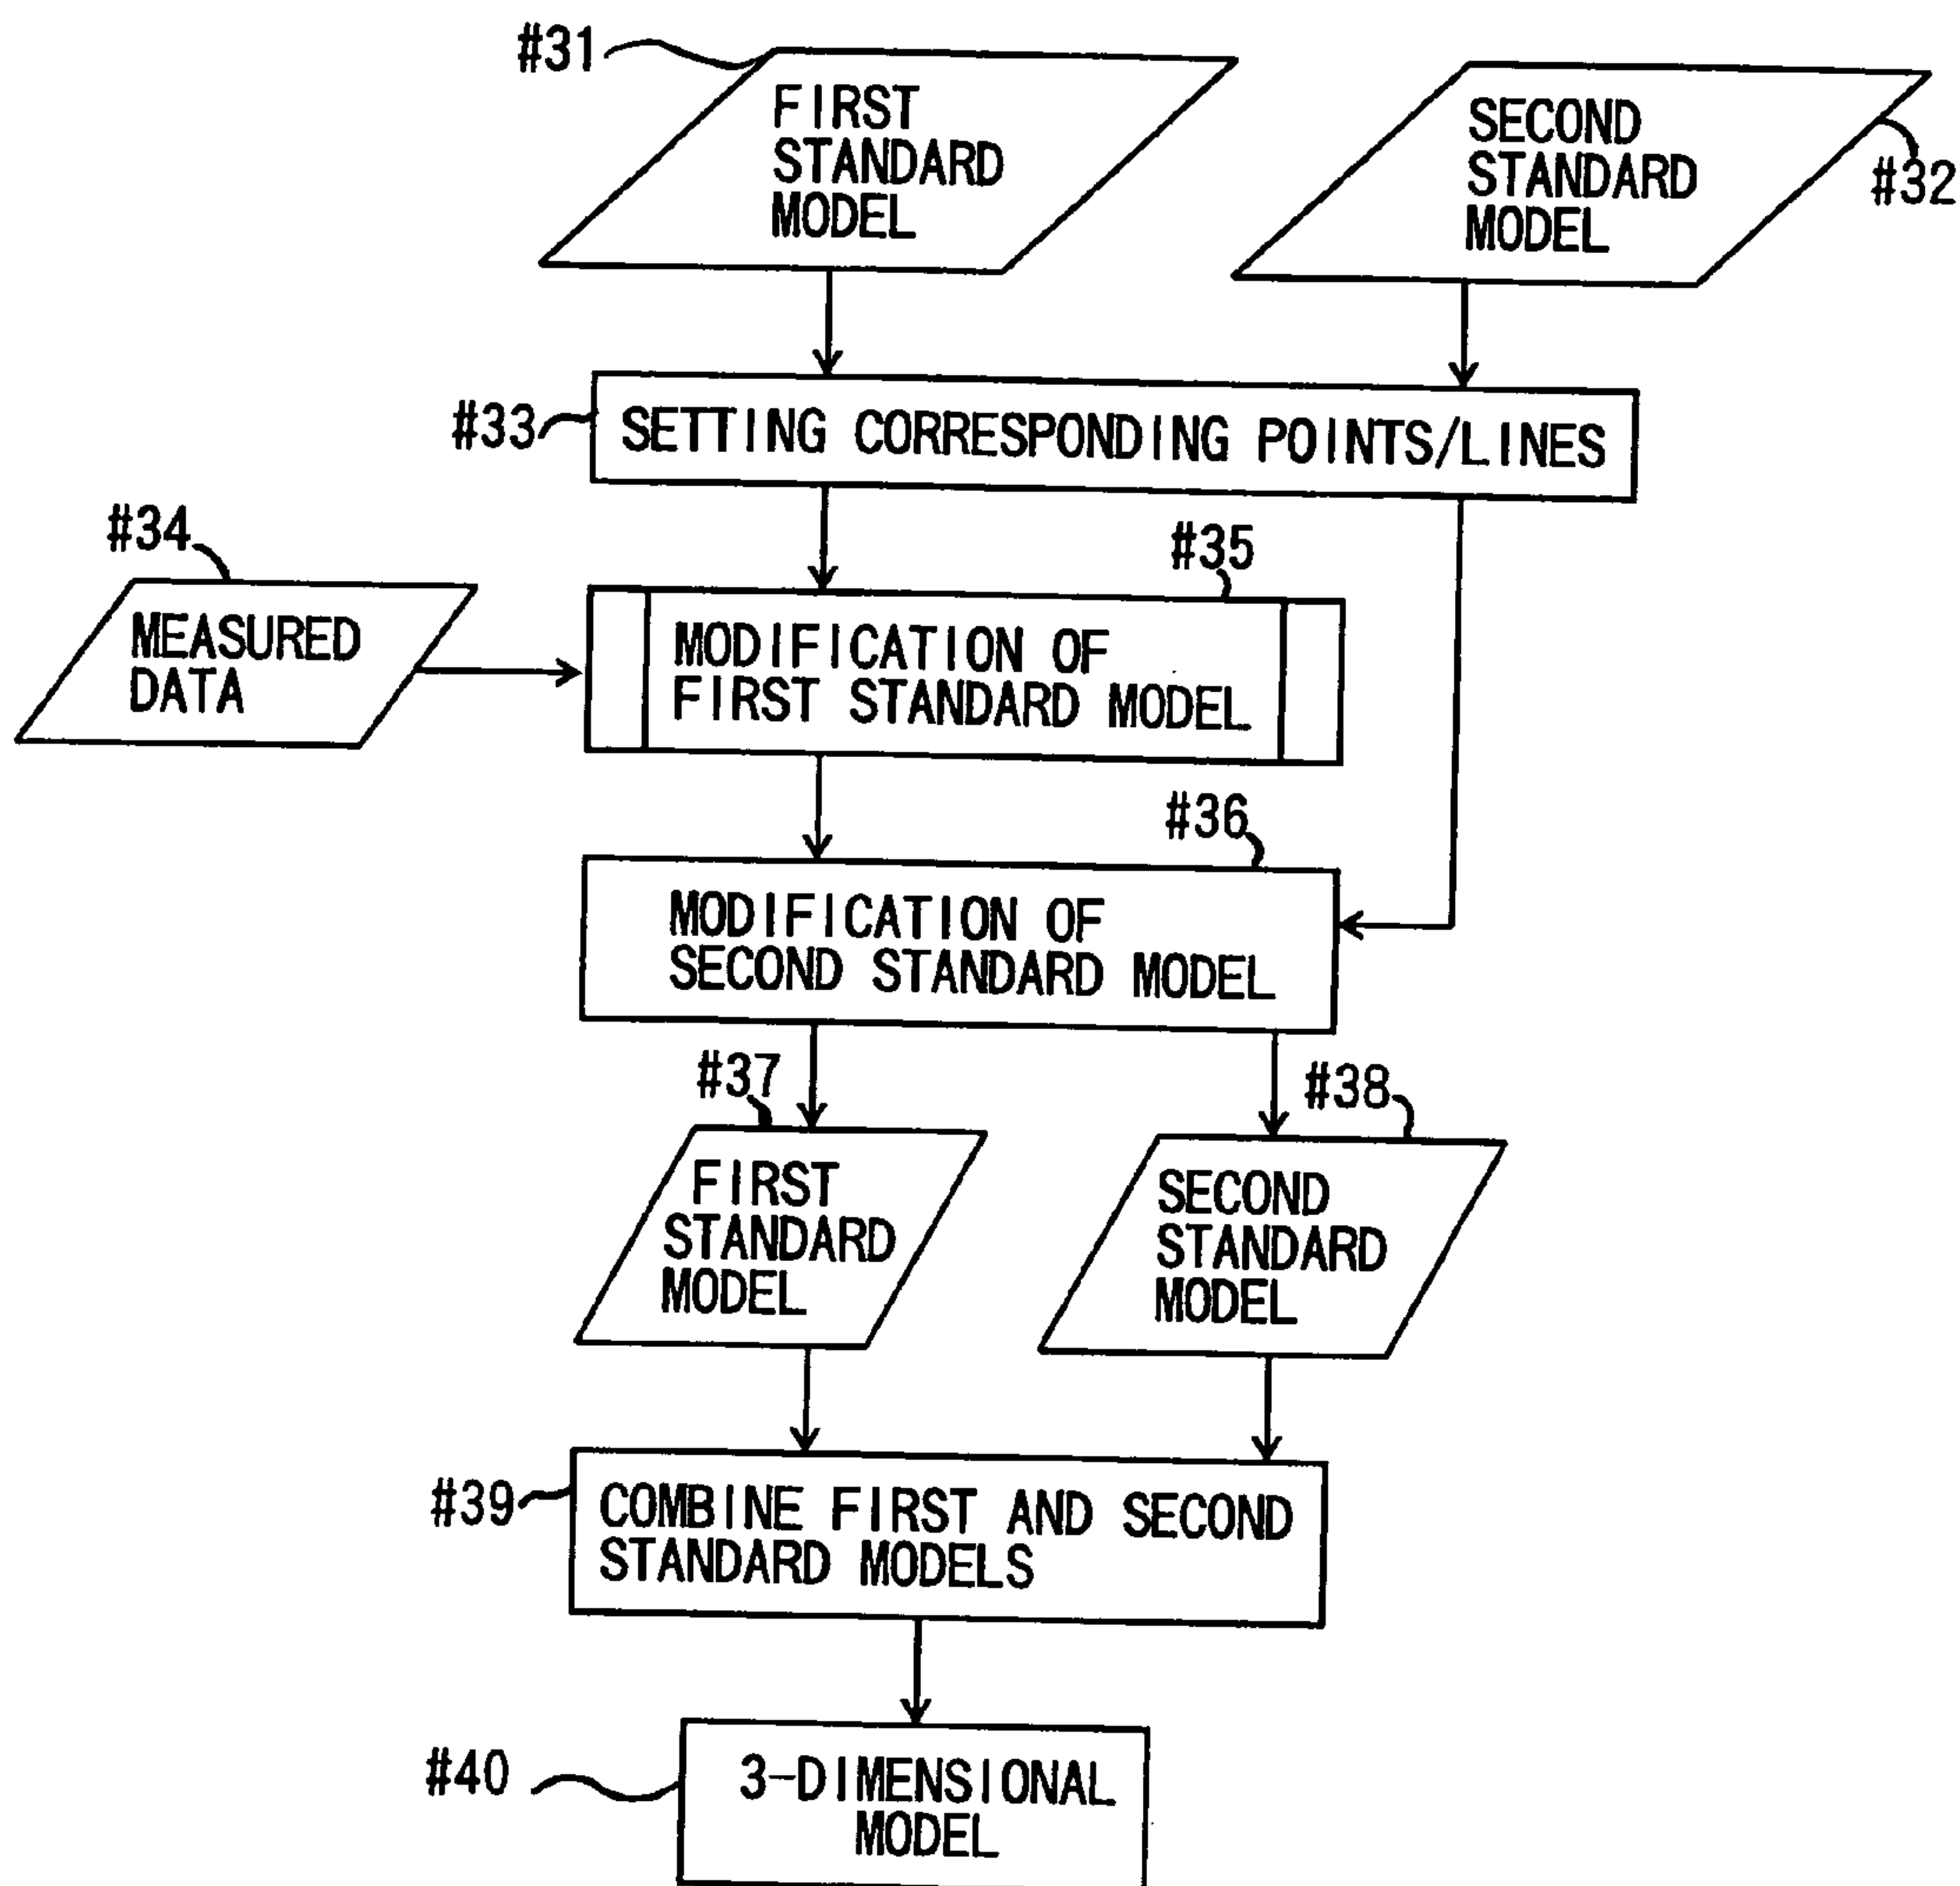 #31
FIRST
STANDARD
MODEL
SECOND
STANDARD
MODEL
#32
#33
SETTING CORRESPONDING POINTS/LINES
#34
MEASURED
DATA
#35
MODIFICATION OF
FIRST STANDARD MODEL
#36
MODIFICATION OF
SECOND STANDARD MODEL
#37
FIRST
STANDARD
MODEL
#38
SECOND
STANDARD
MODEL
#39
COMBINE FIRST AND SECOND
STANDARD MODELS
#40
3-DIMENSIONAL
MODEL